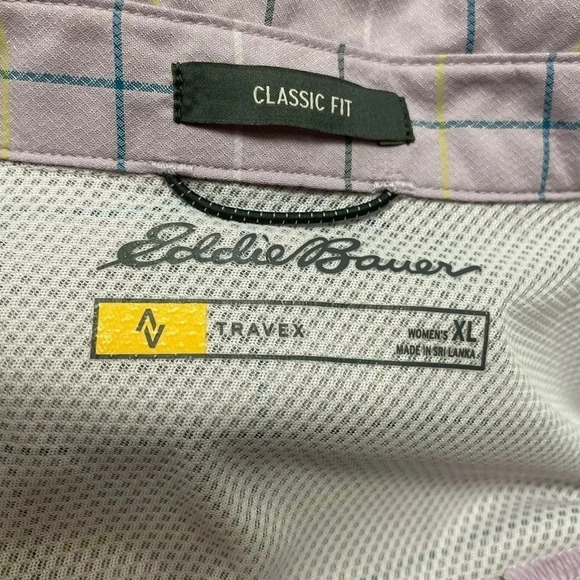 CLASSIC FIT
Eddie Bauer
TRAVEX
WOMEN'S XL
MADE IN SRI LANKA